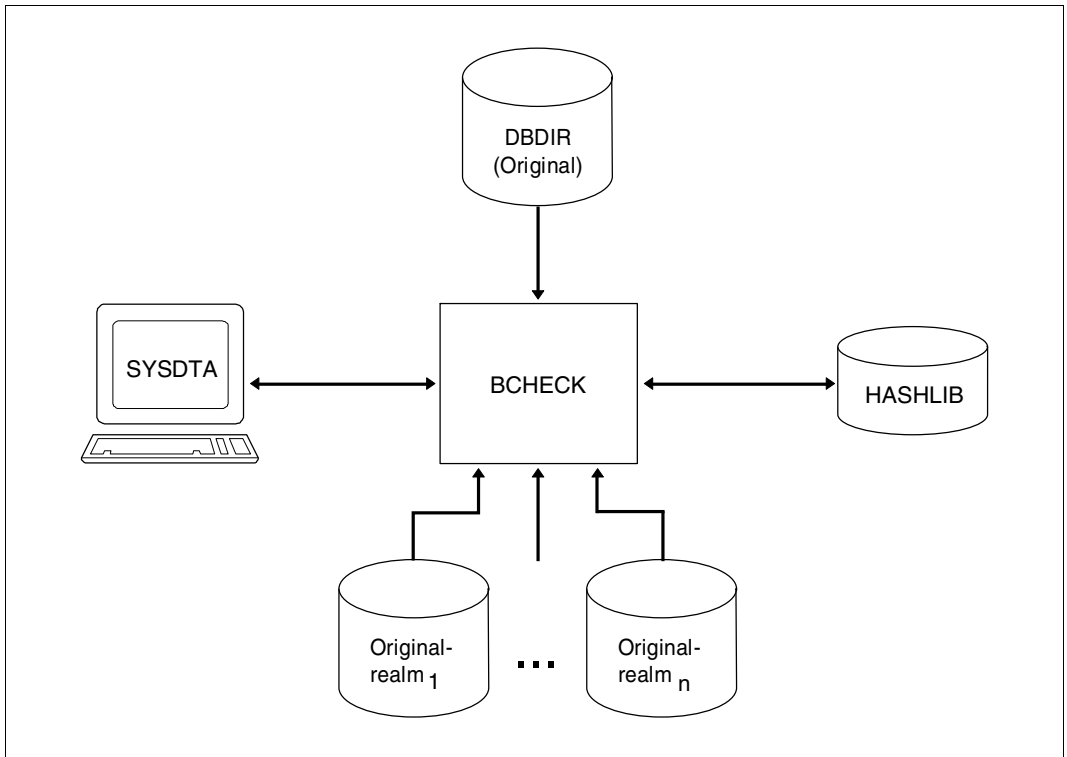 DBDIR
(Original)
SYSDTA
BCHECK
HASHLIB
Original-
realm 1
...
Original-
realm n